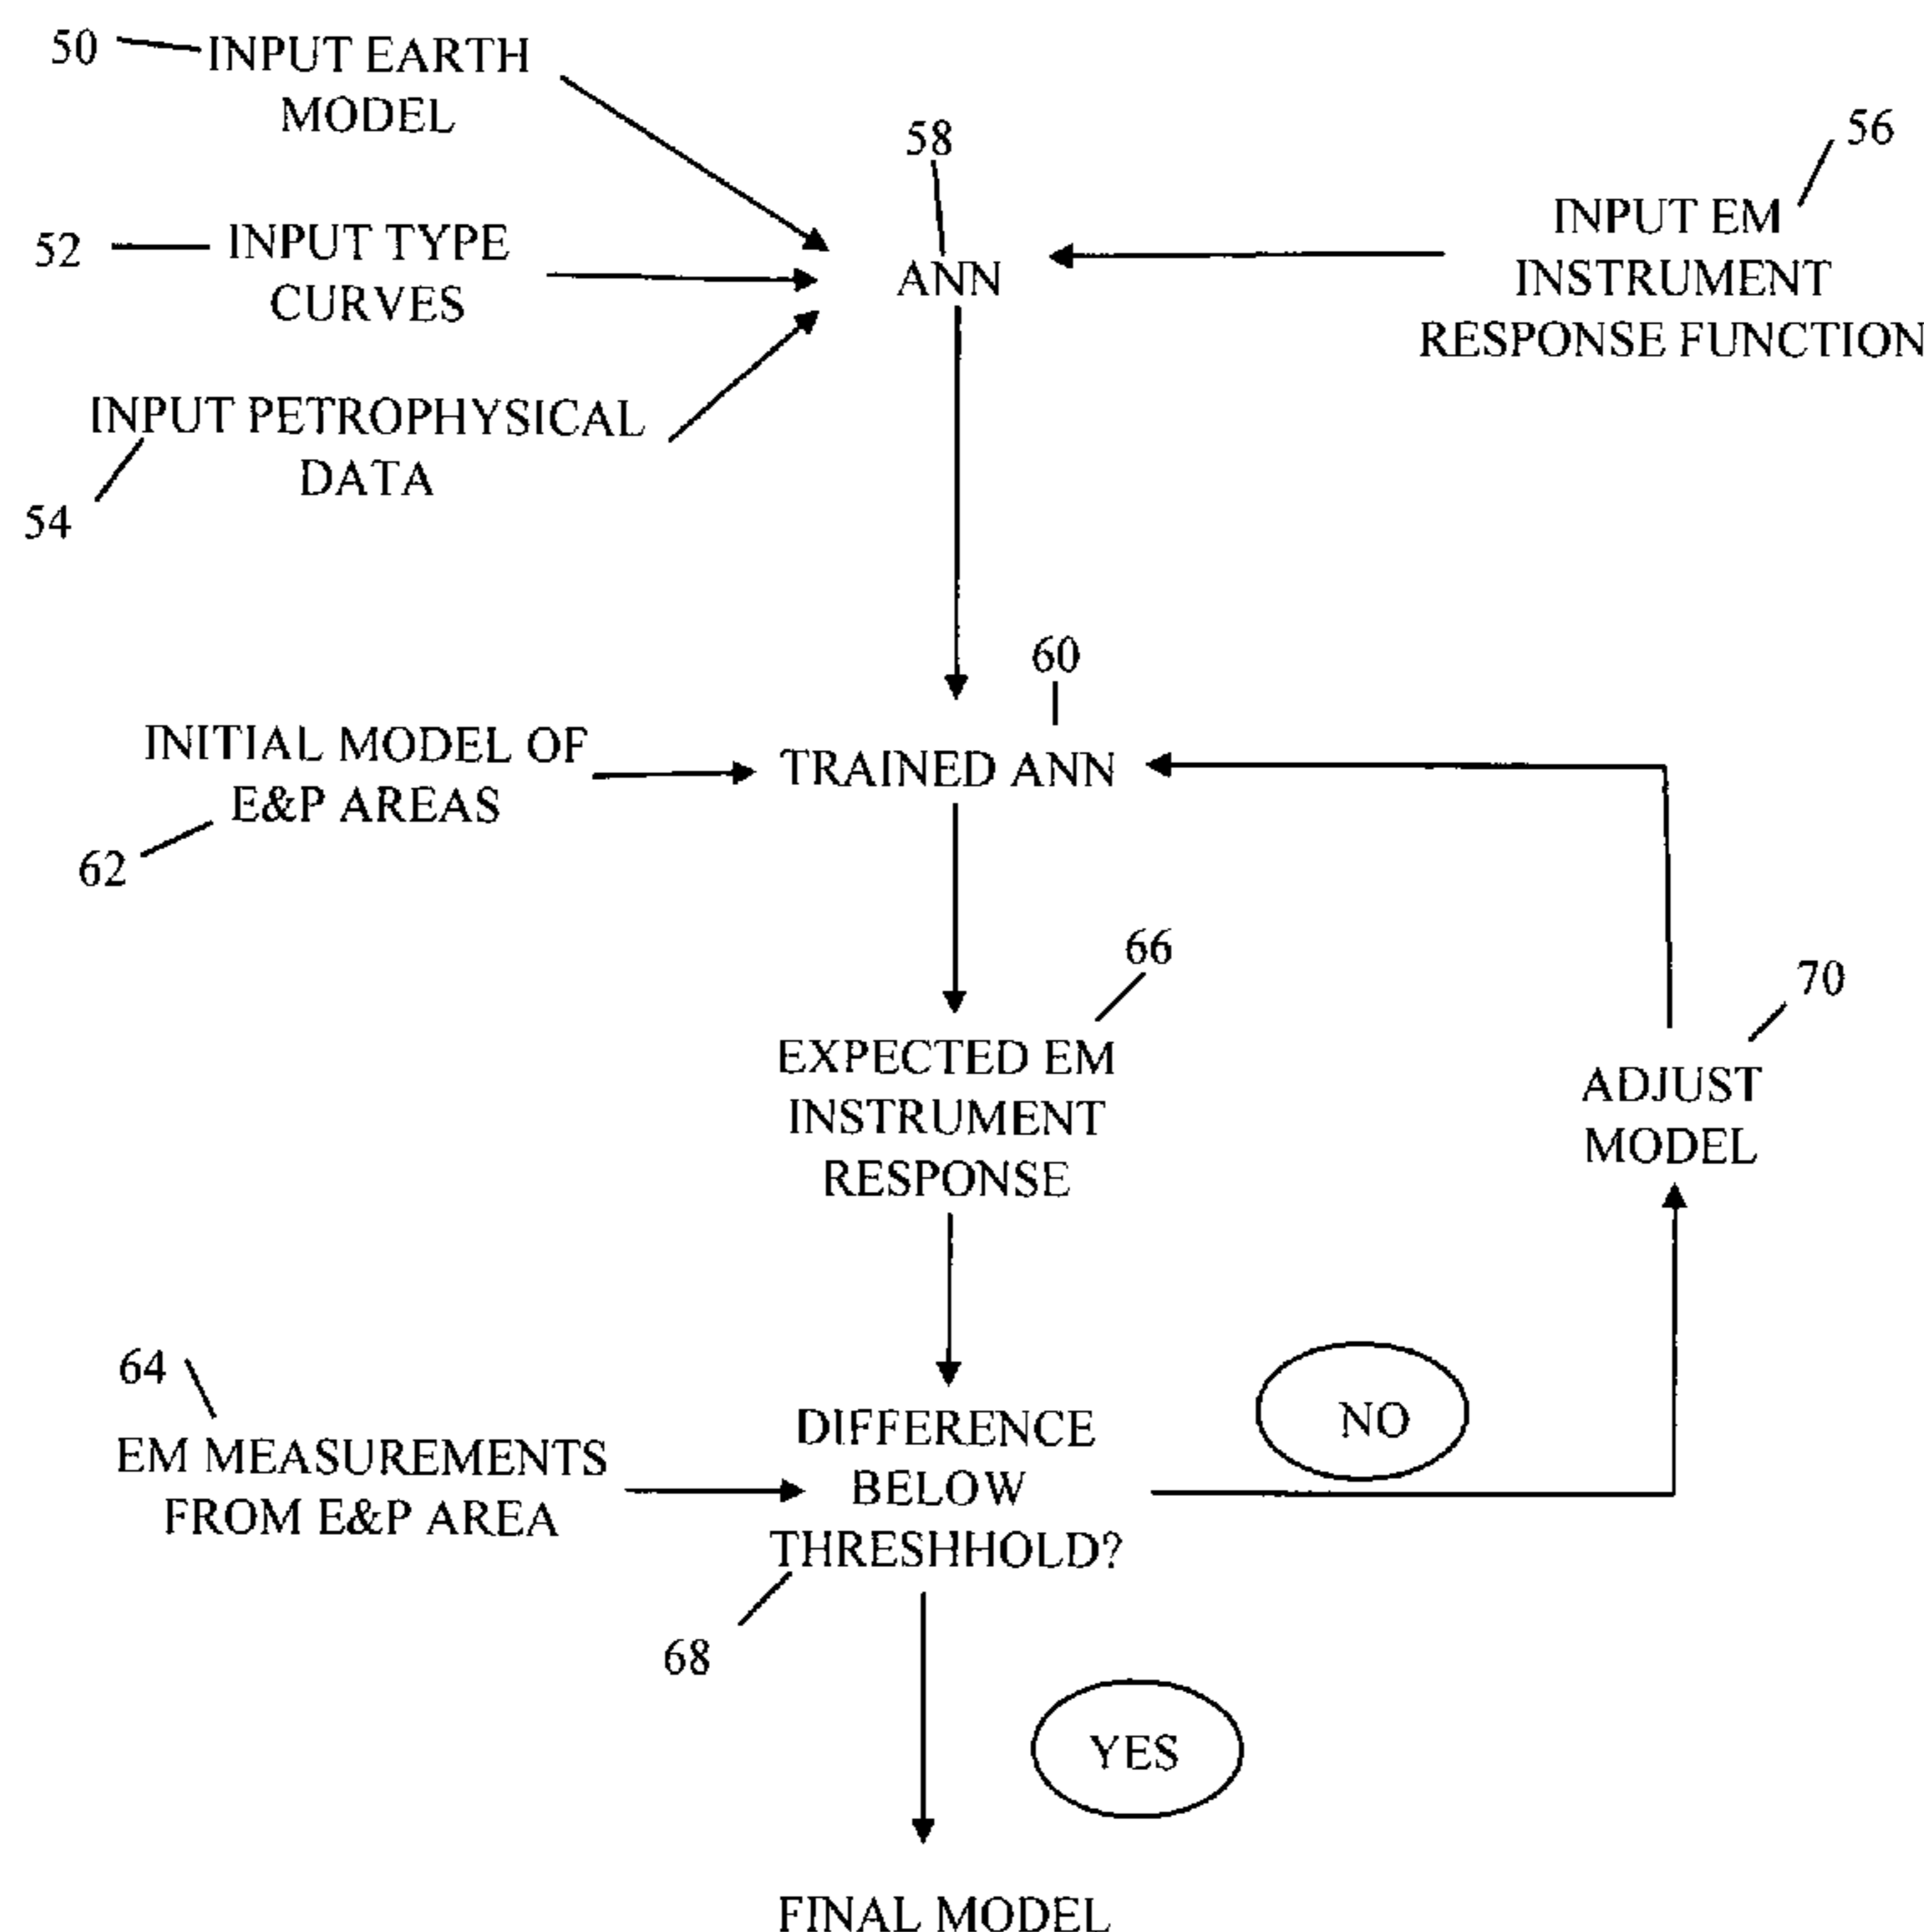 50
INPUT EARTH
MODEL
58
56
52
INPUT TYPE
CURVES
ANN
INPUT EM
INSTRUMENT
RESPONSE FUNCTION
INPUT PETROPHYSICAL
DATA
54
60
INITIAL MODEL OF
E&P AREAS
62
TRAINED ANN
66
70
EXPECTED EM
INSTRUMENT
RESPONSE
ADJUST
MODEL
64
EM MEASUREMENTS
FROM E&P AREA
DIFFERENCE
BELOW
THRESHHOLD?
NO
68
YES
FINAL MODEL